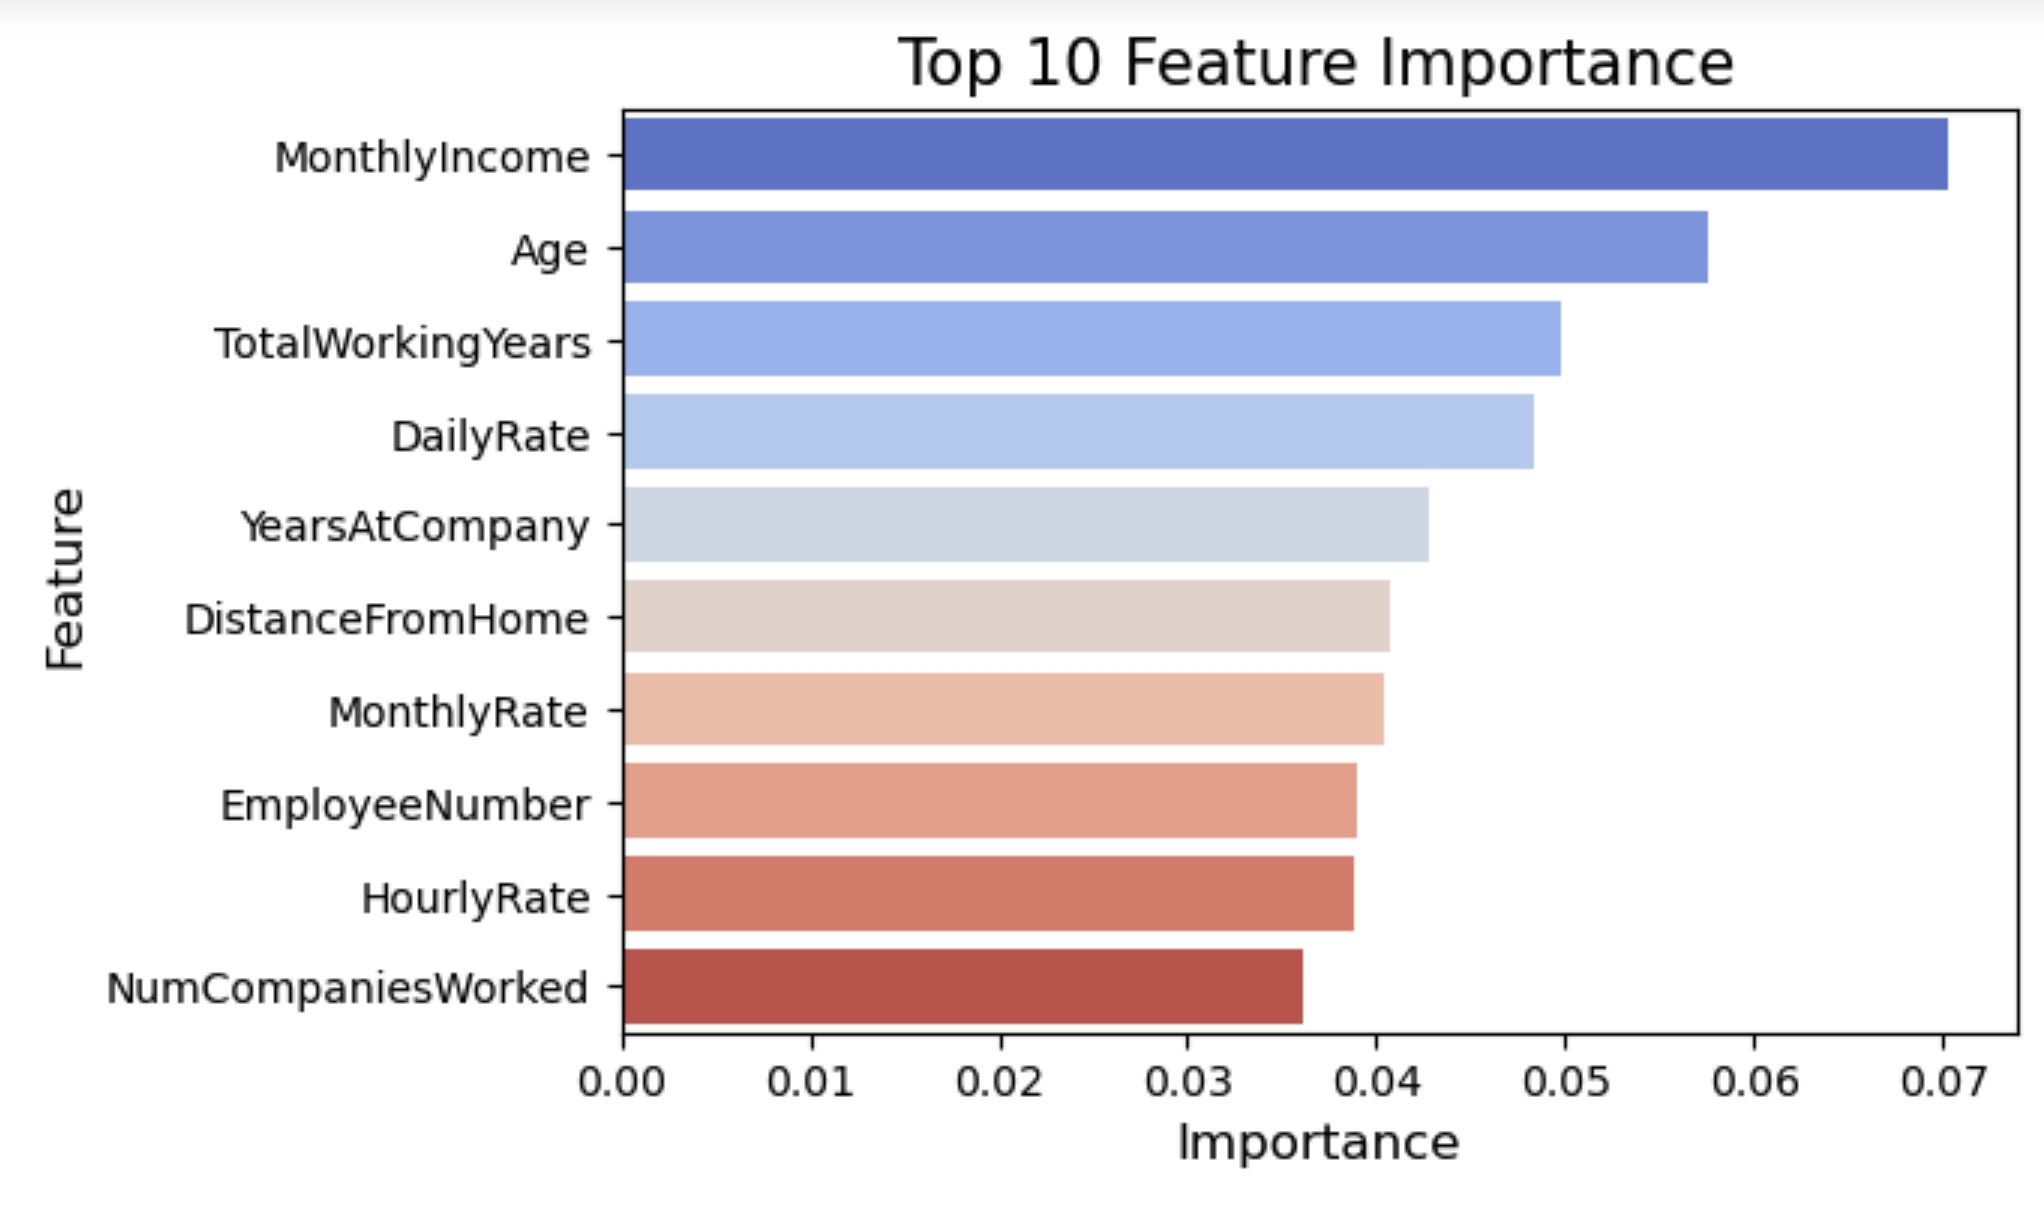 Top 10 Feature Importance
MonthlyIncome
Age
TotalWorkingYears
DailyRate
YearsAtCompany
DistanceFromHome
MonthlyRate
EmployeeNumber
HourlyRate
NumCompaniesWorked
Feature
0.00 0.01 0.02 0.03 0.04 0.05 0.06 0.07
Importance